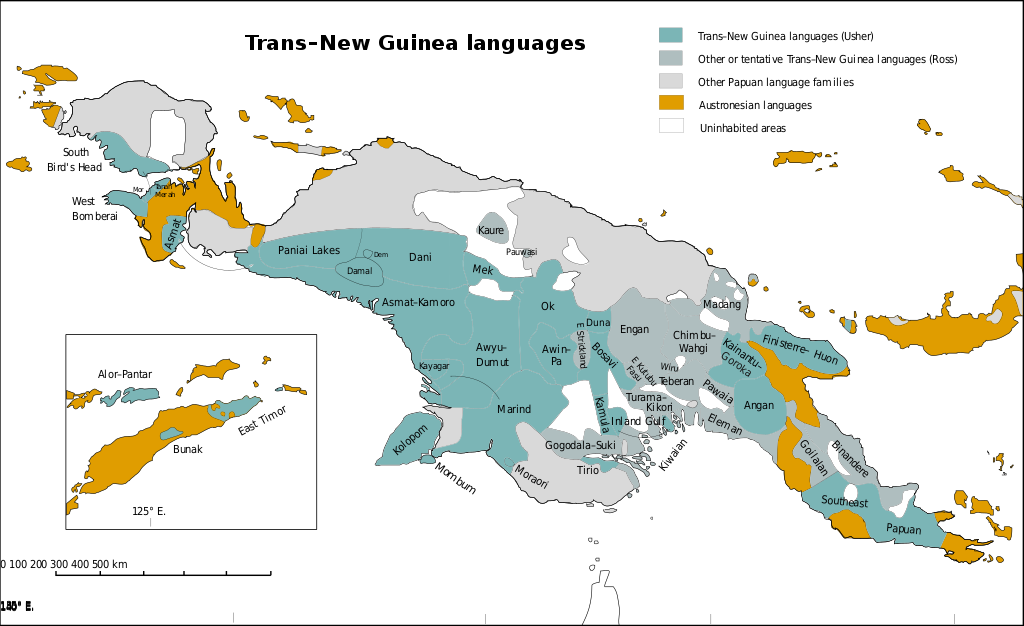 Trans–New Guinea languages
Trans–New Guinea languages (Usher)
Other or tentative Trans–New Guinea languages (Ross)
Other Papuan language families
Austronesian languages
Uninhabited areas
South
Bird's Head
West
Bomberai
Mor
Tanah
Merah
Asmat
Paniai Lakes
Dem
Damal
Dani
Kaure
Pauwasi
Mek
Asmat–Kamoro
Ok
Madang
Duna
Engan
Chimbu–
Wahgi
Finisterre–
Huon
Kainantu–
Goroka
E Strickland
Bosavi
Awyu–
Dumut
Awin–
Pa
E Kutubu
Fasu
Wiru
Teberan
Kayagar
Pawaia
Angan
Marind
Kamula
Turama–
Kikori
Inland Gulf
Eleman
Kolopom
Gogodala–Suki
Kiwaian
Tirio
Mombum
Moraori
Goilalan
Binandere
Southeast
Papuan
Alor–Pantar
East Timor
Bunak
125° E.
0 100 200 300 400 500 km